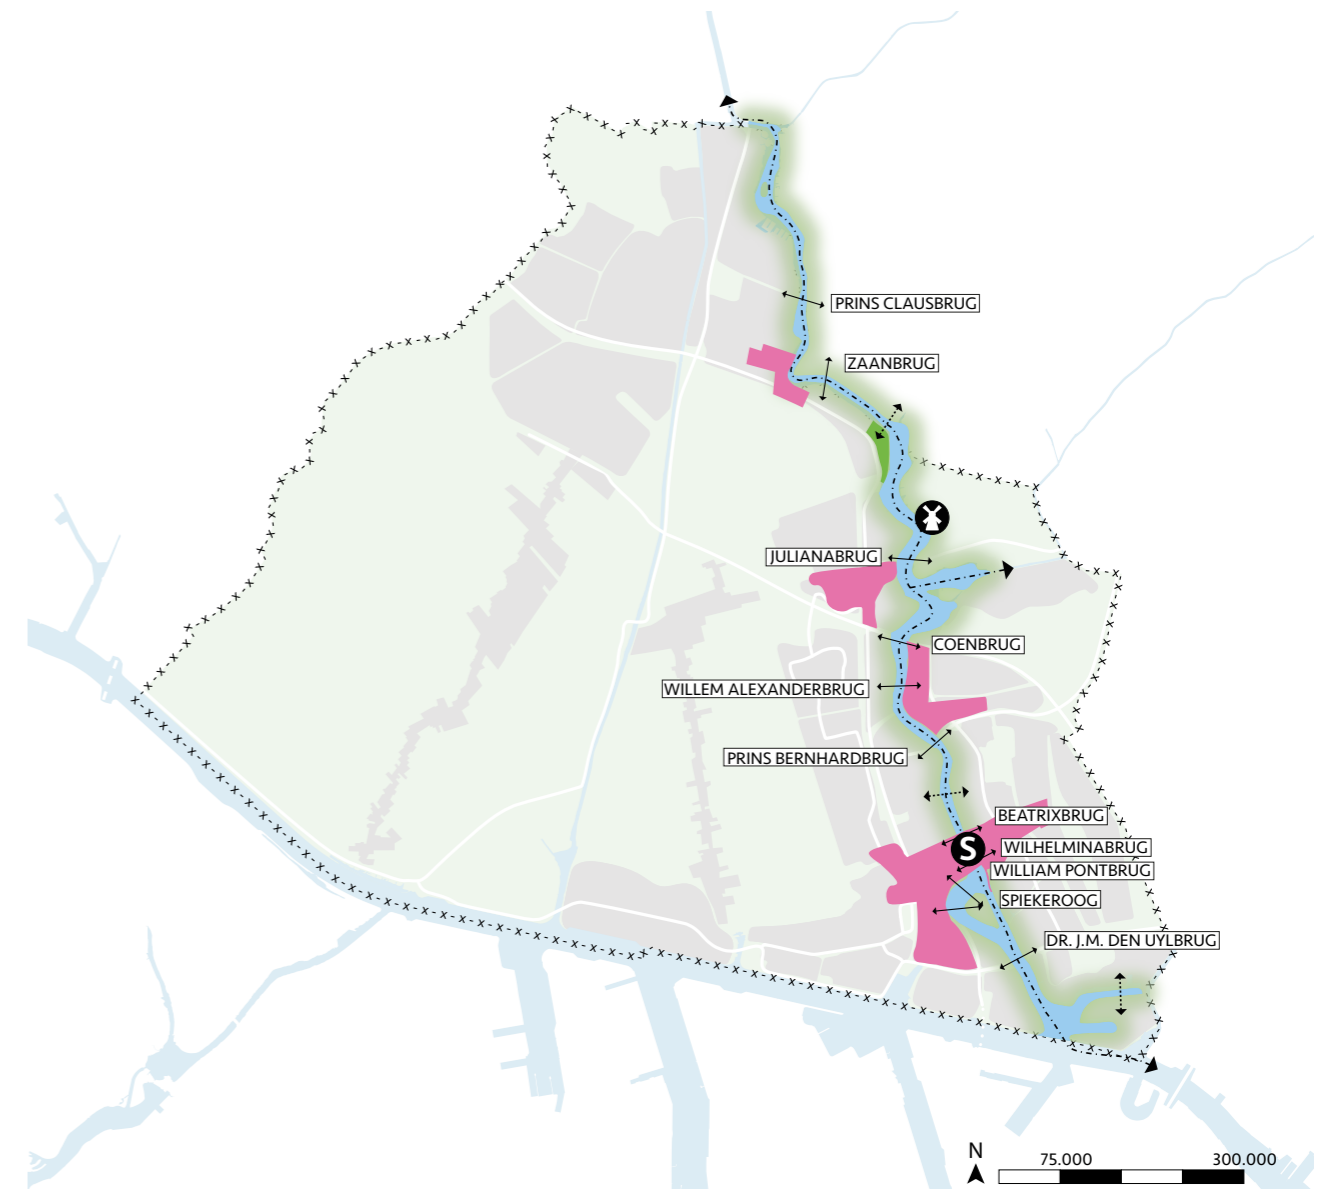 PRINS CLAUSBRUG
ZAANBRUG
JULIANABRUG
COENBRUG
WILLEM ALEXANDERBRUG
PRINS BERNHARDBRUG
BEATRIXBRUG
S
WILHELMINABRUG
WILLIAM PONTBRUG
SPIEKEROOG
DR. J.M. DEN UYLBRUG
N
75.000
300.000